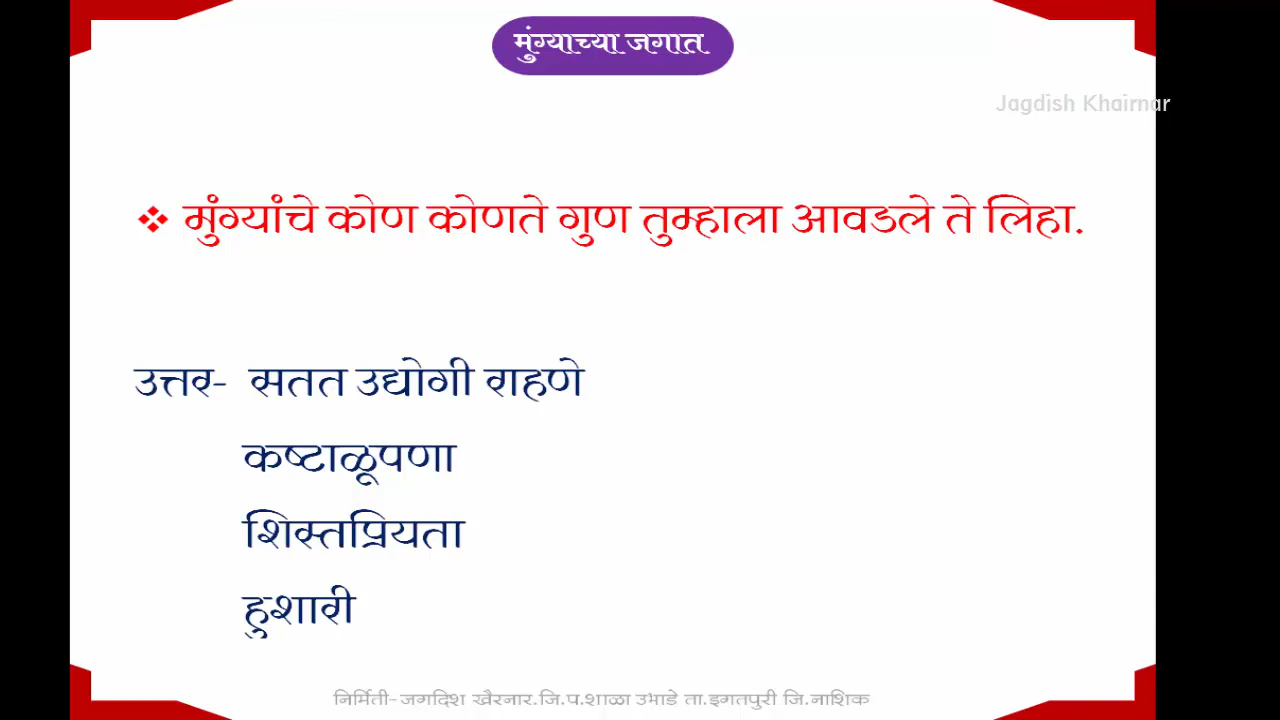 मुंग्याच्या जगात
Jagdish Khairnar
❖ मुंग्यांचे कोण कोणते गुण तुम्हाला आवडले ते लिहा.
उत्तर- सतत उद्योगी राहणे
कष्टाळूपणा
शिस्तप्रियता
हुशारी
निर्मिती- जगदिश खैरनार.जि.प.शाळा उभाडे ता.इगतपुरी जि.नाशिक